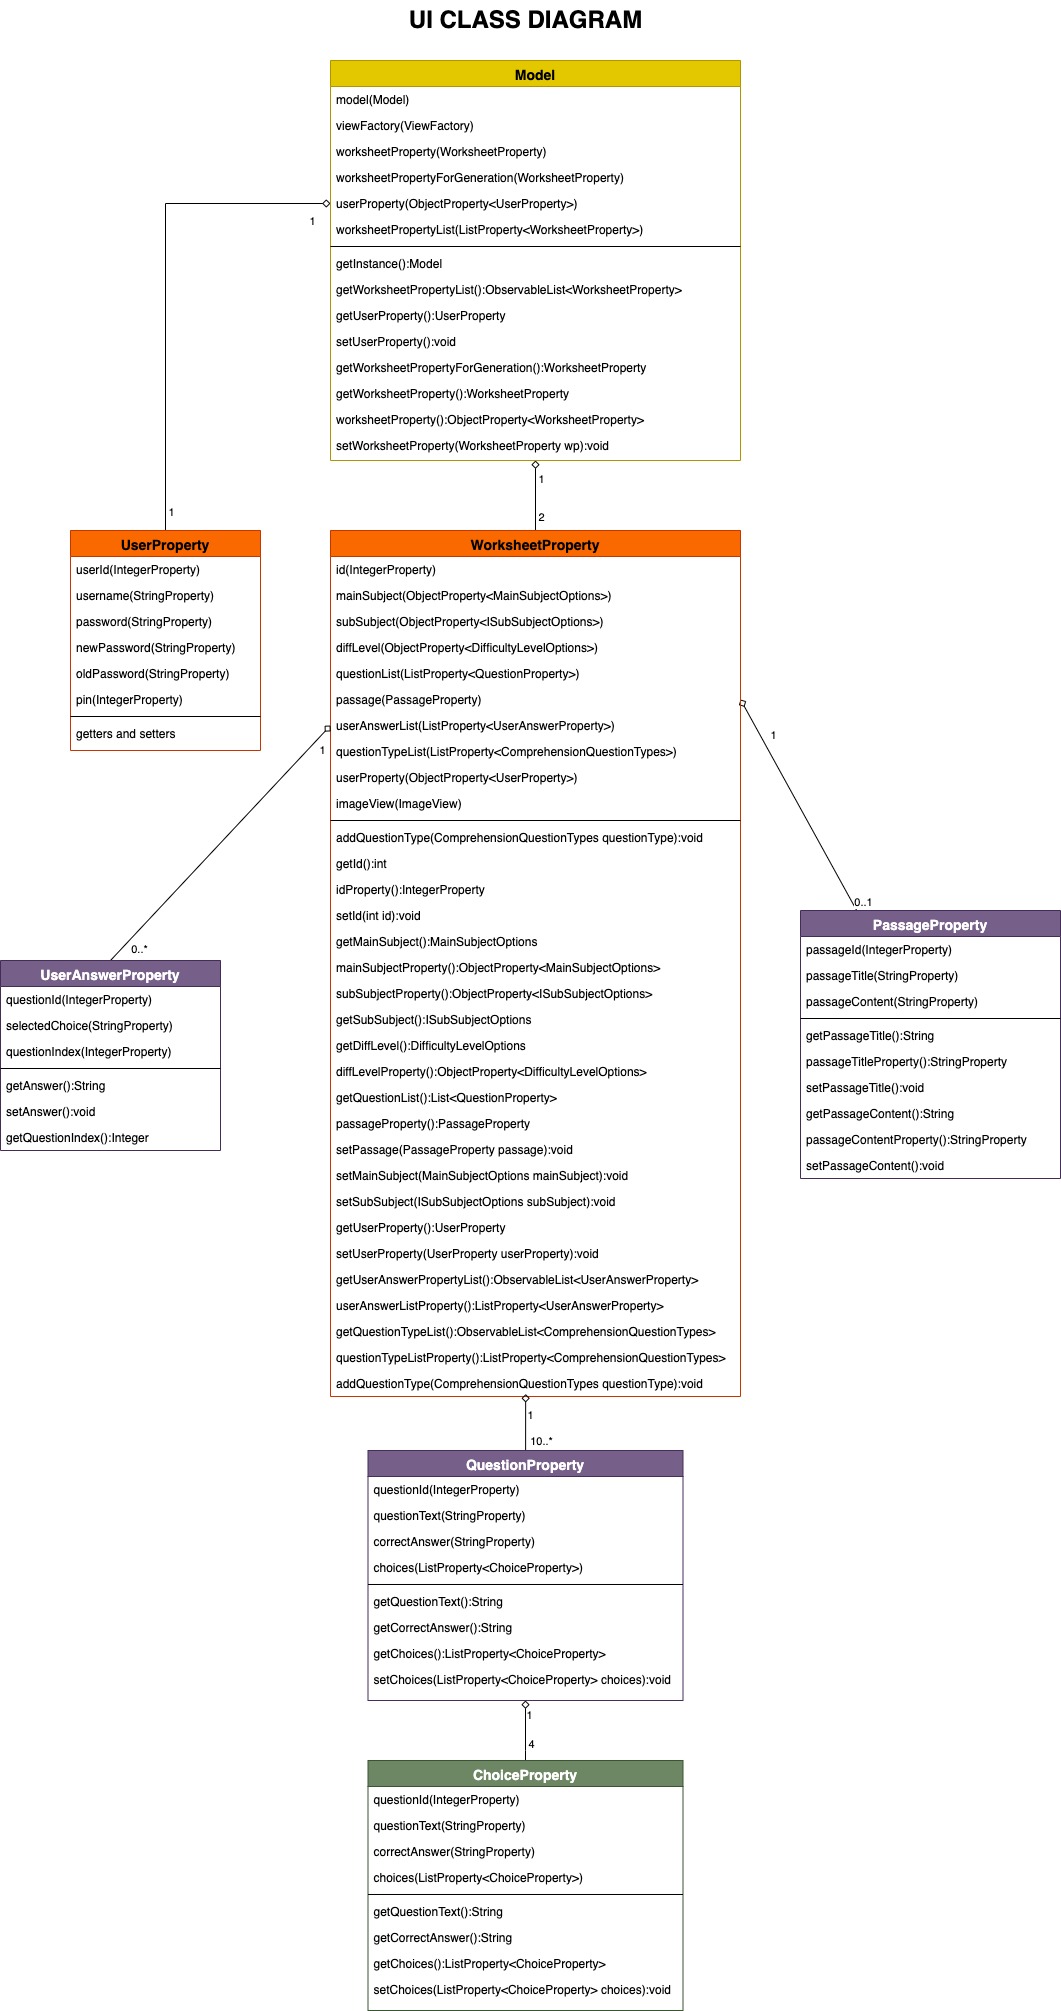 UI CLASS DIAGRAM
Model
model(Model)
viewFactory(ViewFactory)
worksheetProperty(WorksheetProperty)
worksheetPropertyForGeneration(WorksheetProperty)
userProperty(ObjectProperty<UserProperty>)
worksheetPropertyList(ListProperty<WorksheetProperty>)
getInstance():Model
getWorksheetPropertyList():ObservableList<WorksheetProperty>
getUserProperty():UserProperty
setUserProperty():void
getWorksheetPropertyForGeneration():WorksheetProperty
getWorksheetProperty():WorksheetProperty
worksheetProperty():ObjectProperty<WorksheetProperty>
setWorksheetProperty(WorksheetProperty wp):void
1
1
1
2
UserProperty
userId(IntegerProperty)
username(StringProperty)
password(StringProperty)
newPassword(StringProperty)
oldPassword(StringProperty)
pin(IntegerProperty)
getters and setters
WorksheetProperty
id(IntegerProperty)
mainSubject(ObjectProperty<MainSubjectOptions>)
subSubject(ObjectProperty<ISubSubjectOptions>)
diffLevel(ObjectProperty<DifficultyLevelOptions>)
questionList(ListProperty<QuestionProperty>)
passage(PassageProperty)
userAnswerList(ListProperty<UserAnswerProperty>)
questionTypeList(ListProperty<ComprehensionQuestionTypes>)
userProperty(ObjectProperty<UserProperty>)
imageView(ImageView)
addQuestionType(ComprehensionQuestionTypes questionType):void
getId():int
idProperty():IntegerProperty
setId(int id):void
getMainSubject():MainSubjectOptions
mainSubjectProperty():ObjectProperty<MainSubjectOptions>
subSubjectProperty():ObjectProperty<ISubSubjectOptions>
getSubSubject():ISubSubjectOptions
getDiffLevel():DifficultyLevelOptions
diffLevelProperty():ObjectProperty<DifficultyLevelOptions>
getQuestionList():List<QuestionProperty>
passageProperty():PassageProperty
setPassage(PassageProperty passage):void
setMainSubject(MainSubjectOptions mainSubject):void
setSubSubject(ISubSubjectOptions subSubject):void
getUserProperty():UserProperty
setUserProperty(UserProperty userProperty):void
getUserAnswerPropertyList():ObservableList<UserAnswerProperty>
userAnswerListProperty():ListProperty<UserAnswerProperty>
getQuestionTypeList():ObservableList<ComprehensionQuestionTypes>
questionTypeListProperty():ListProperty<ComprehensionQuestionTypes>
addQuestionType(ComprehensionQuestionTypes questionType):void
1
0..*
1
0..1
UserAnswerProperty
questionId(IntegerProperty)
selectedChoice(StringProperty)
questionIndex(IntegerProperty)
getAnswer():String
setAnswer():void
getQuestionIndex():Integer
PassageProperty
passageId(IntegerProperty)
passageTitle(StringProperty)
passageContent(StringProperty)
getPassageTitle():String
passageTitleProperty():StringProperty
setPassageTitle():void
getPassageContent():String
passageContentProperty():StringProperty
setPassageContent():void
1
10..*
QuestionProperty
questionId(IntegerProperty)
questionText(StringProperty)
correctAnswer(StringProperty)
choices(ListProperty<ChoiceProperty>)
getQuestionText():String
getCorrectAnswer():String
getChoices():ListProperty<ChoiceProperty>
setChoices(ListProperty<ChoiceProperty> choices):void
1
4
ChoiceProperty
questionId(IntegerProperty)
questionText(StringProperty)
correctAnswer(StringProperty)
choices(ListProperty<ChoiceProperty>)
getQuestionText():String
getCorrectAnswer():String
getChoices():ListProperty<ChoiceProperty>
setChoices(ListProperty<ChoiceProperty> choices):void